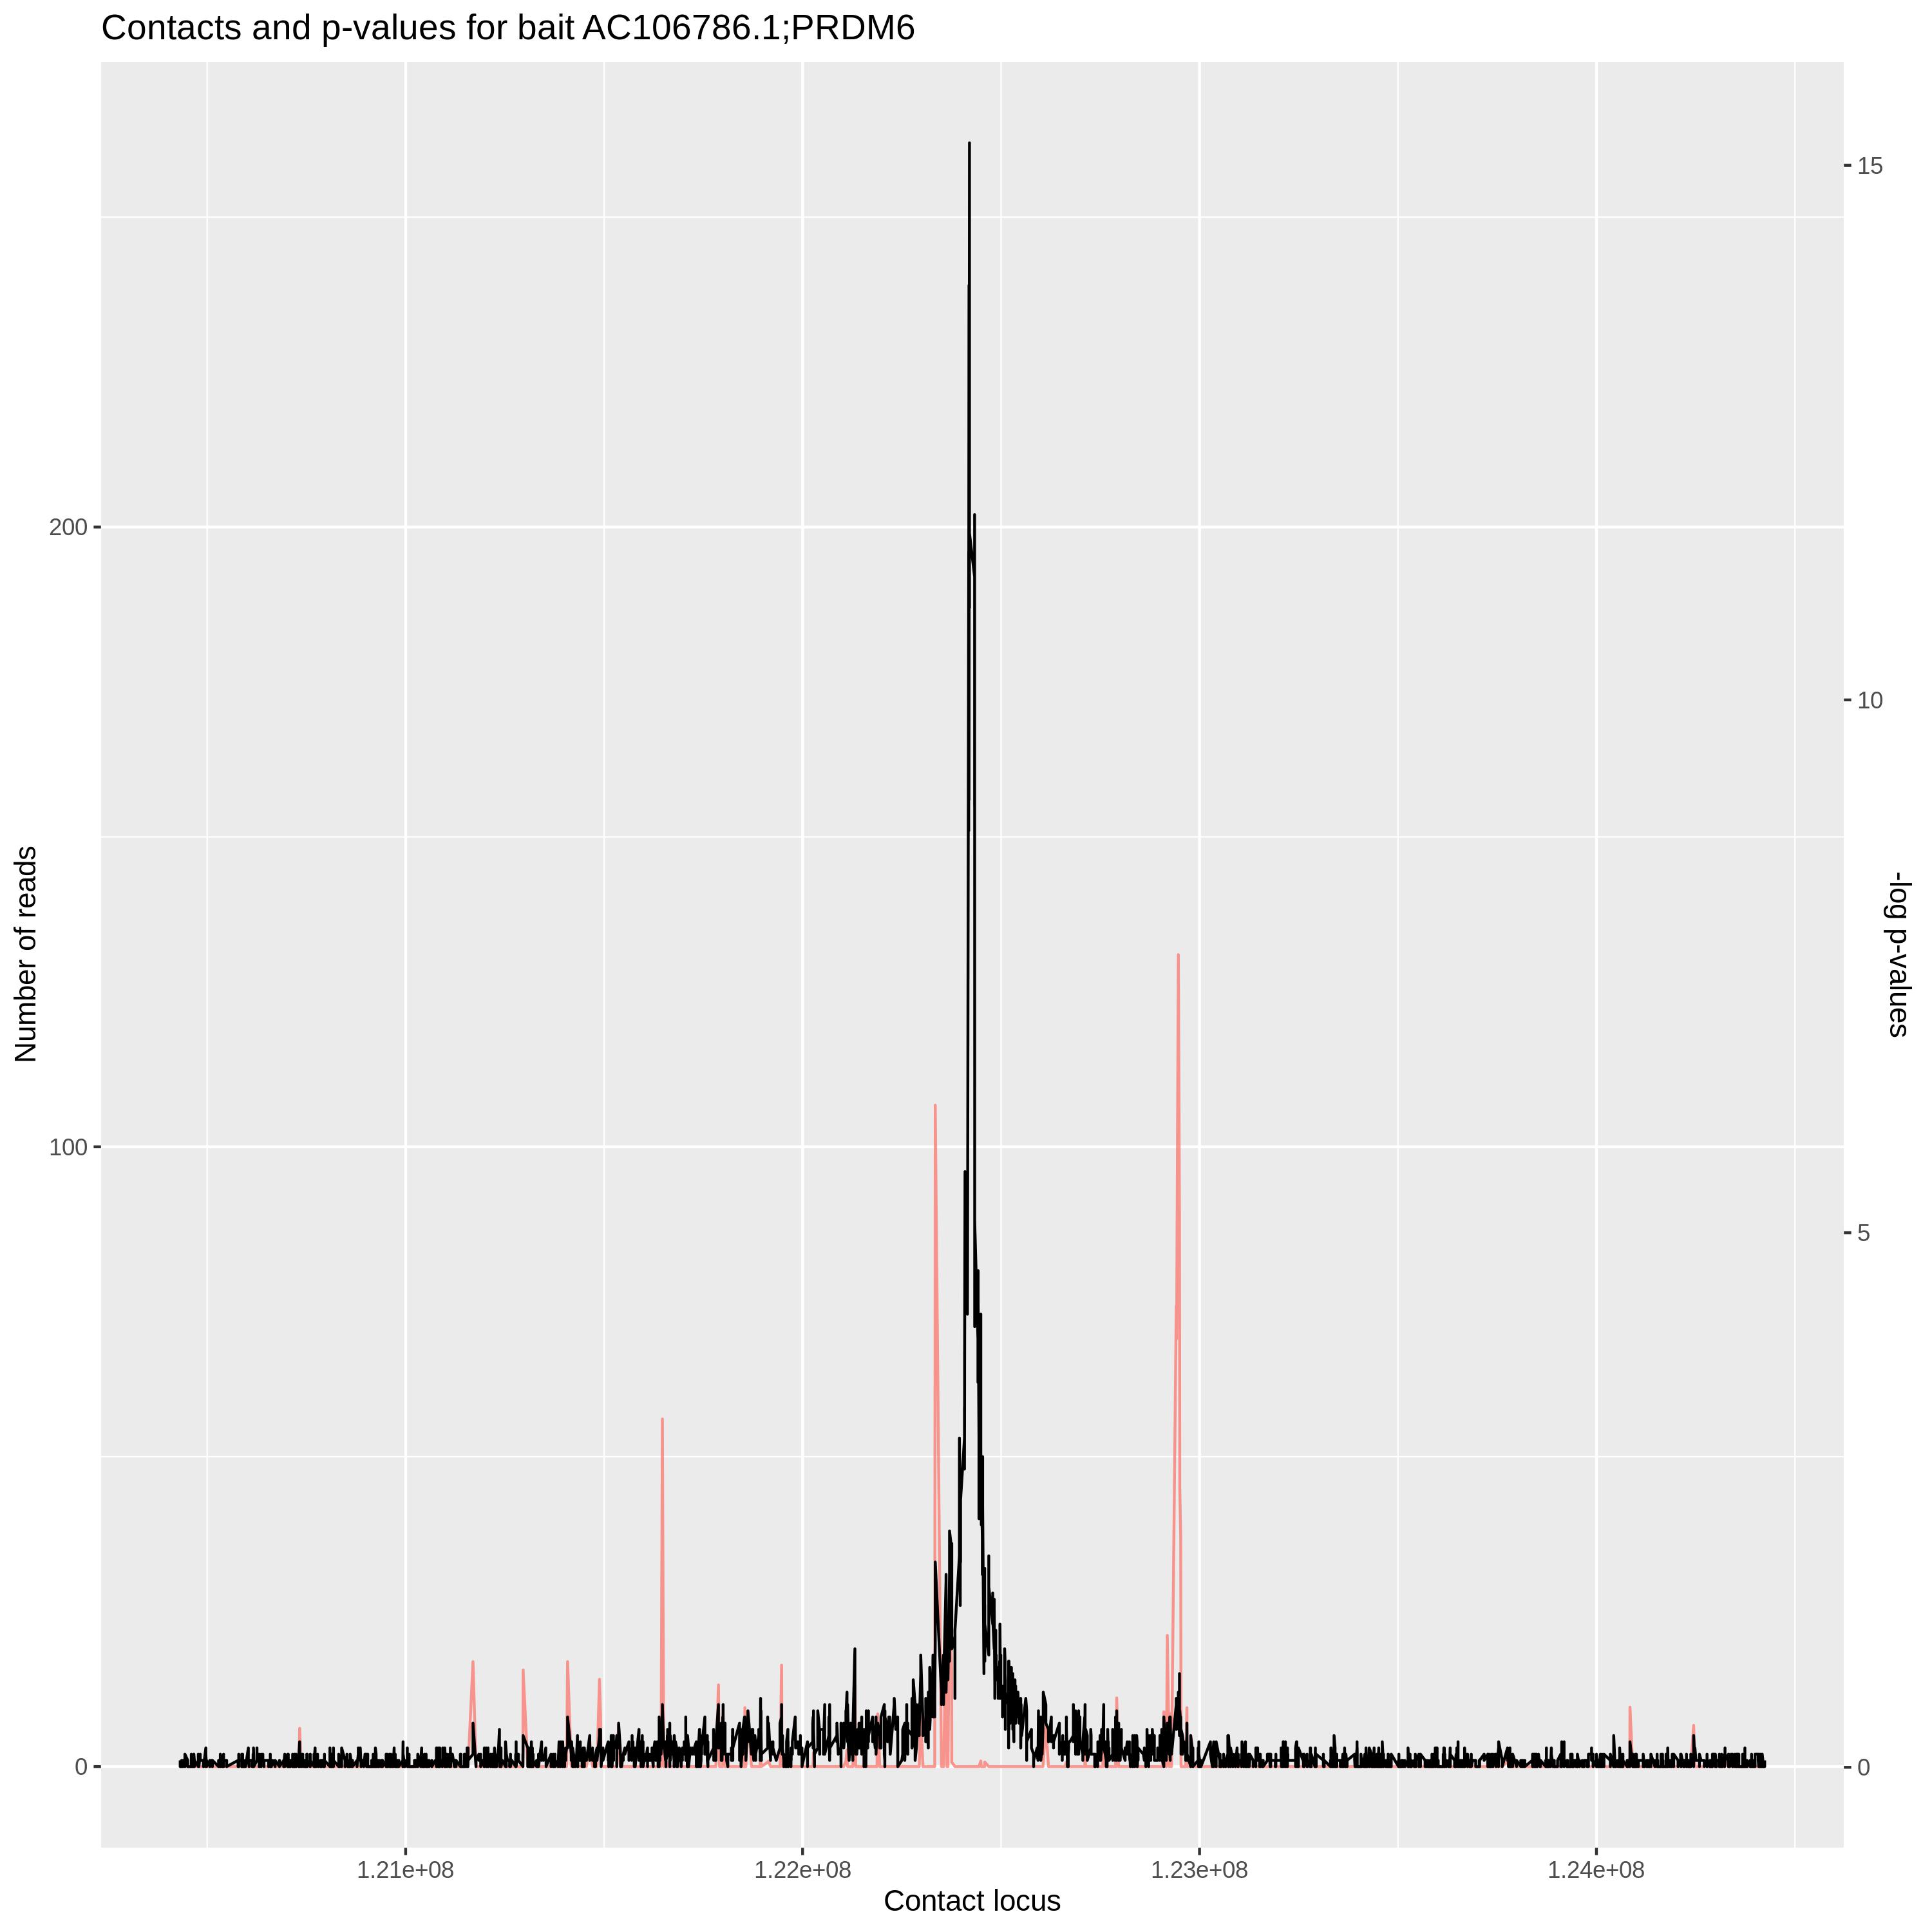 Contacts and p-values for bait AC106786.1;PRDM6
15
200
10
Number of reads
-log p-values
100
5
0
0
1.21e+08
1.22e+08
1.23e+08
1.24e+08
Contact locus